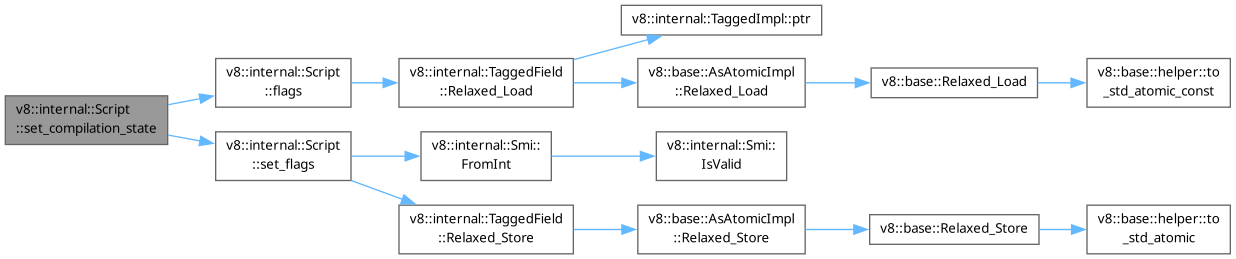 v8::internal::TaggedImpl::ptr
v8::internal::Script
::flags
v8::internal::TaggedField
::Relaxed_Load
v8::base::AsAtomicImpl
::Relaxed_Load
v8::base::Relaxed_Load
v8::base::helper::to
_std_atomic_const
v8::internal::Script
::set_compilation_state
v8::internal::Script
::set_flags
v8::internal::Smi::
FromInt
v8::internal::Smi::
IsValid
v8::internal::TaggedField
::Relaxed_Store
v8::base::AsAtomicImpl
::Relaxed_Store
v8::base::Relaxed_Store
v8::base::helper::to
_std_atomic